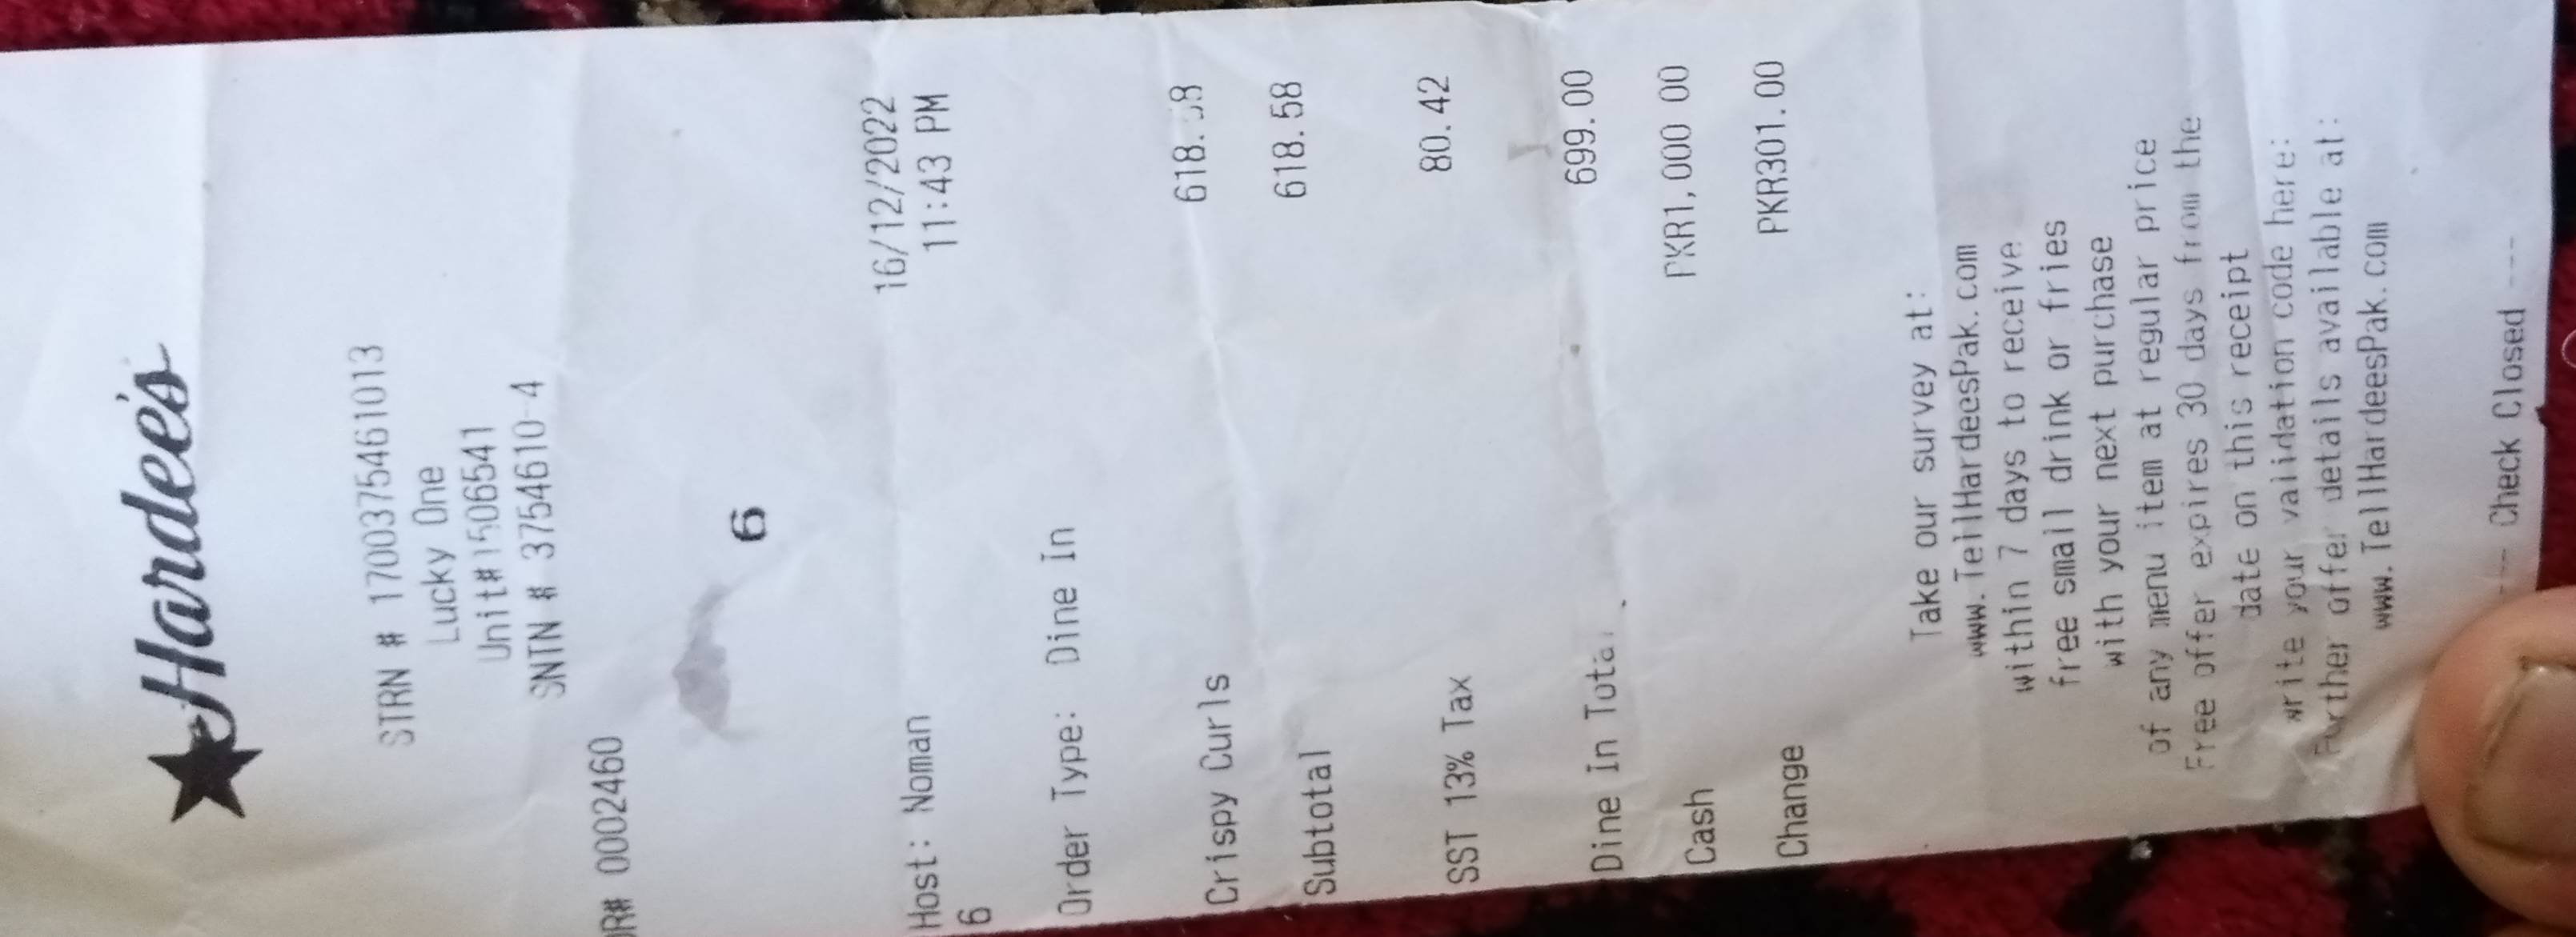 Hardee's
STRN # 1700375461013
Lucky One
Unit#1506541
SNTN # 3754610-4
OR# 0002460
6
Host: Noman 16/12/2022
6 11:43 PM
Order Type: Dine In
Crispy Curls 618.58
Subtotal 618.58
SST 13% Tax 80.42
Dine In Total 699.00
Cash PKR1,000 00
Change PKR301.00
Take our survey at:
www.TellHardeesPak.com
within 7 days to receive
free small drink or fries
with your next purchase
of any menu item at regular price
Free offer expires 30 days from the
date on this receipt
write your validation code here:
Further offer details available at:
www.TellHardeesPak.com
---- Check Closed ----